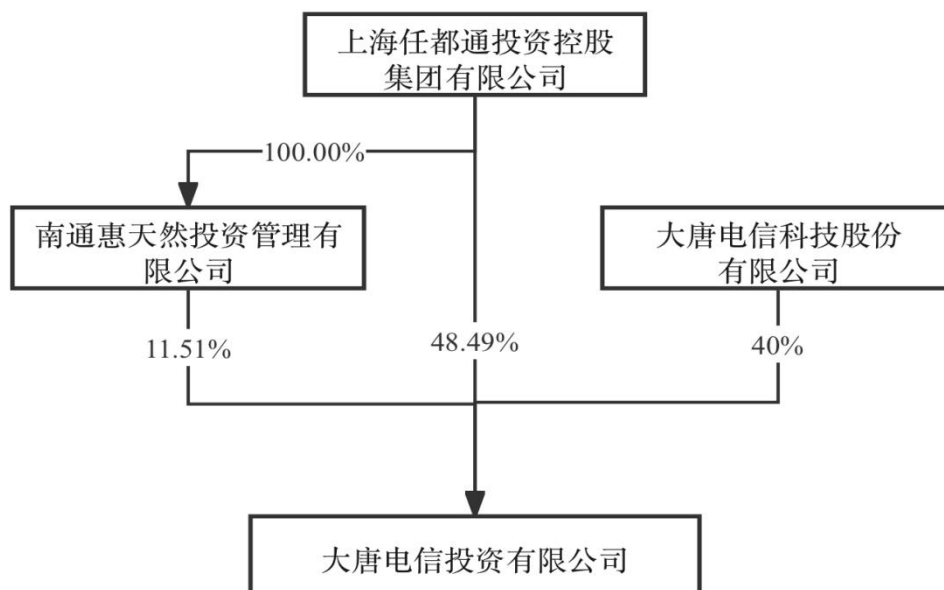 上海任都通投资控股
集团有限公司
100.00%
南通惠天然投资管理有
限公司
大唐电信科技股份
有限公司
11.51%
48.49%
40%
大唐电信投资有限公司